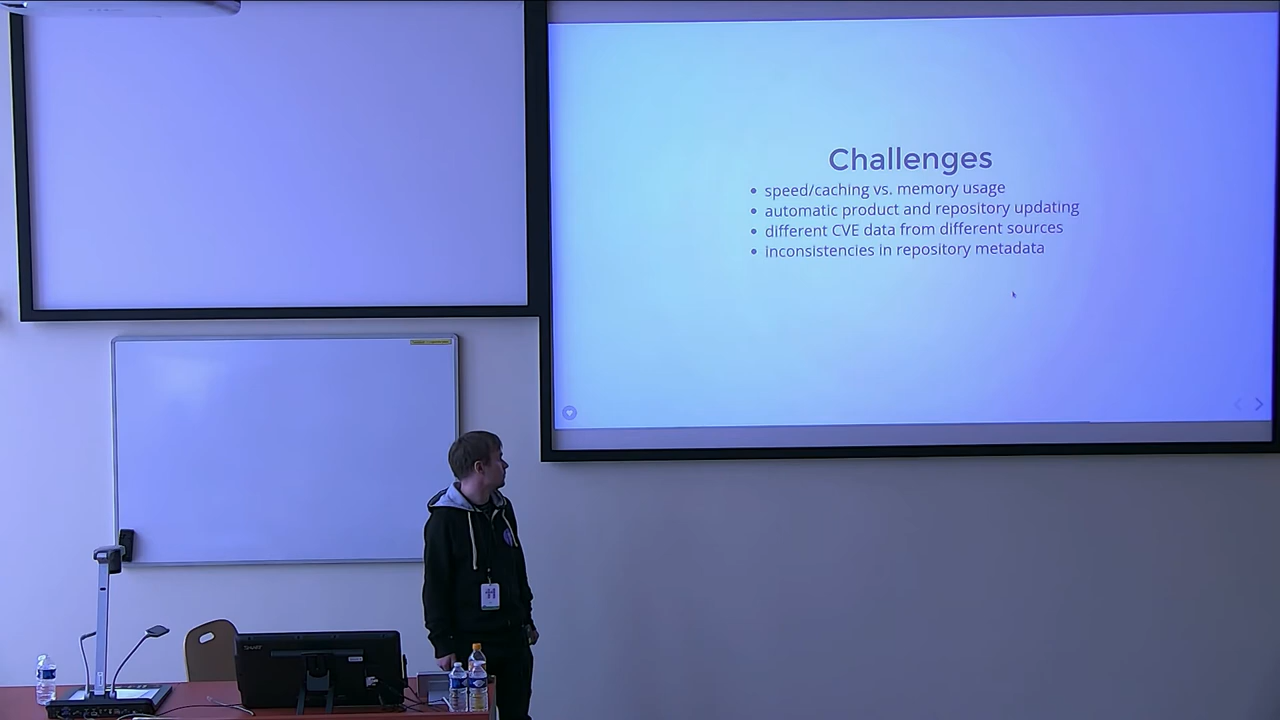 Challenges
speed/caching vs. memory usage
automatic product and repository updating
different CVE data from different sources
inconsistencies in repository metadata
SMART